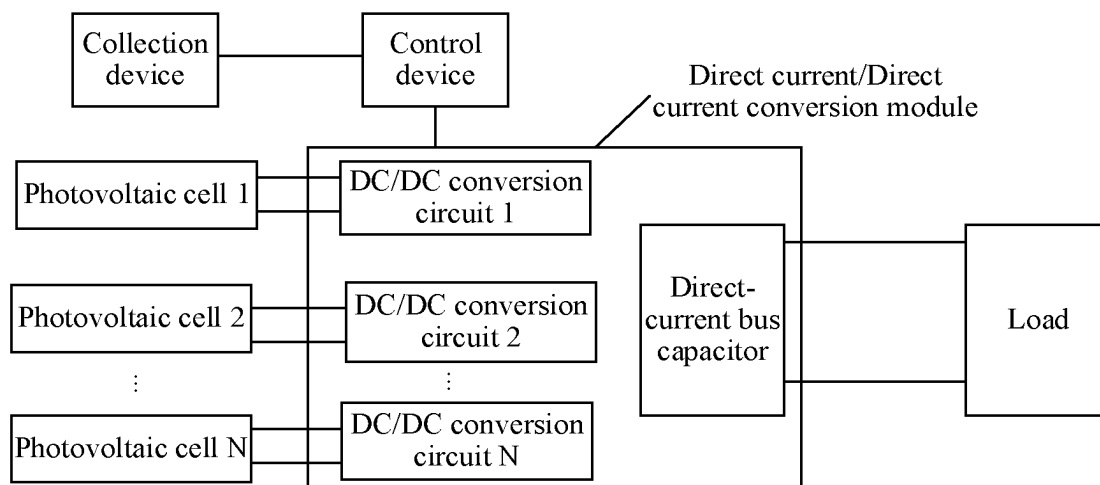 Collection
device
Control
device
Direct current/Direct
current conversion module
Photovoltaic cell 1
DC/DC conversion
circuit 1
Photovoltaic cell 2
DC/DC conversion
circuit 2
Direct-
current bus
capacitor
Load
⋮
⋮
Photovoltaic cell N
DC/DC conversion
circuit N